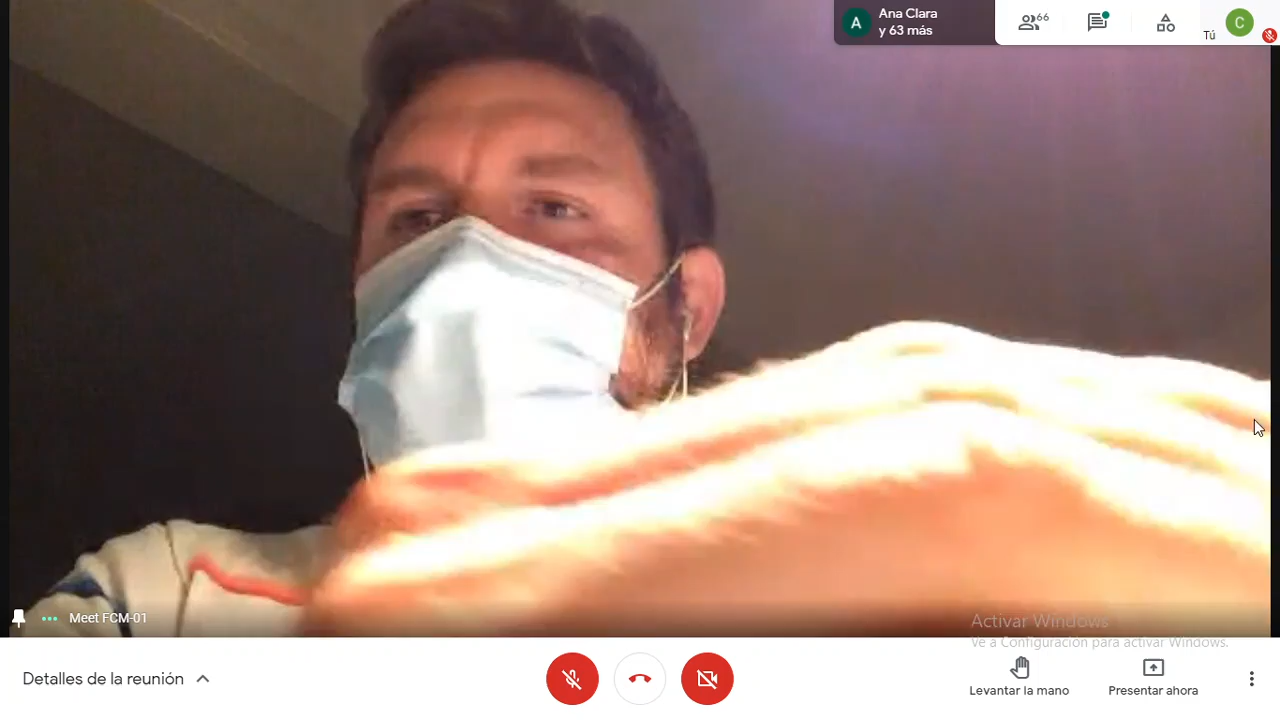 A
Ana Clara
y 63 más
66
Tú
C
Meet FCM-01
Activar Windows
Ve a Configuración para activar Windows.
Detalles de la reunión
Levantar la mano
Presentar ahora